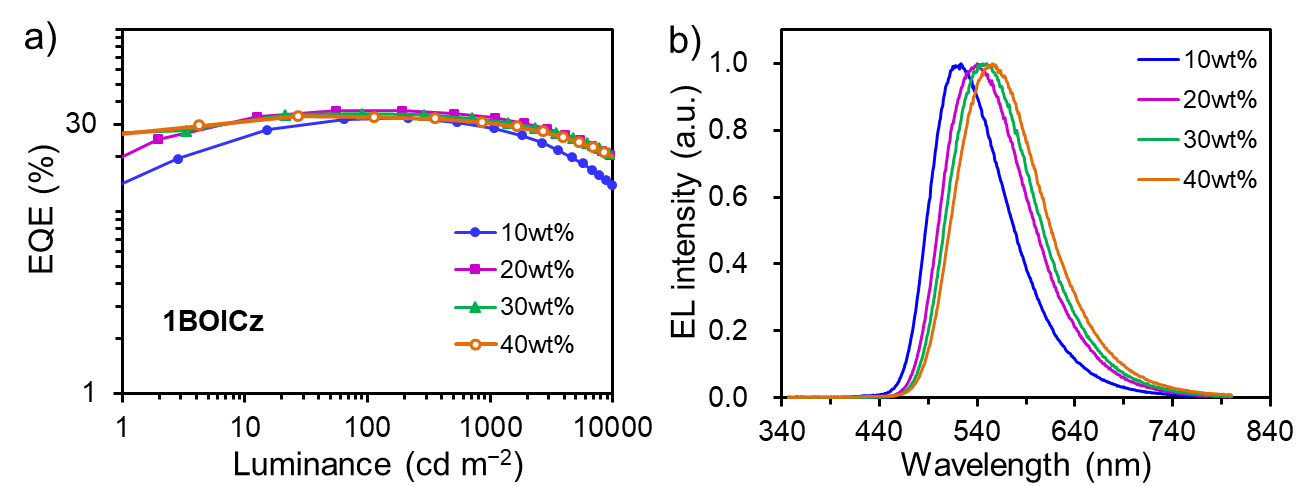 a)
EQE (%)
30
1
1BOICz
10wt%
20wt%
30wt%
40wt%
1 10 100 1000 10000
Luminance (cd m⁻²)
b)
EL intensity (a.u.)
1.0
0.8
0.6
0.4
0.2
0.0
10wt%
20wt%
30wt%
40wt%
340 440 540 640 740 840
Wavelength (nm)